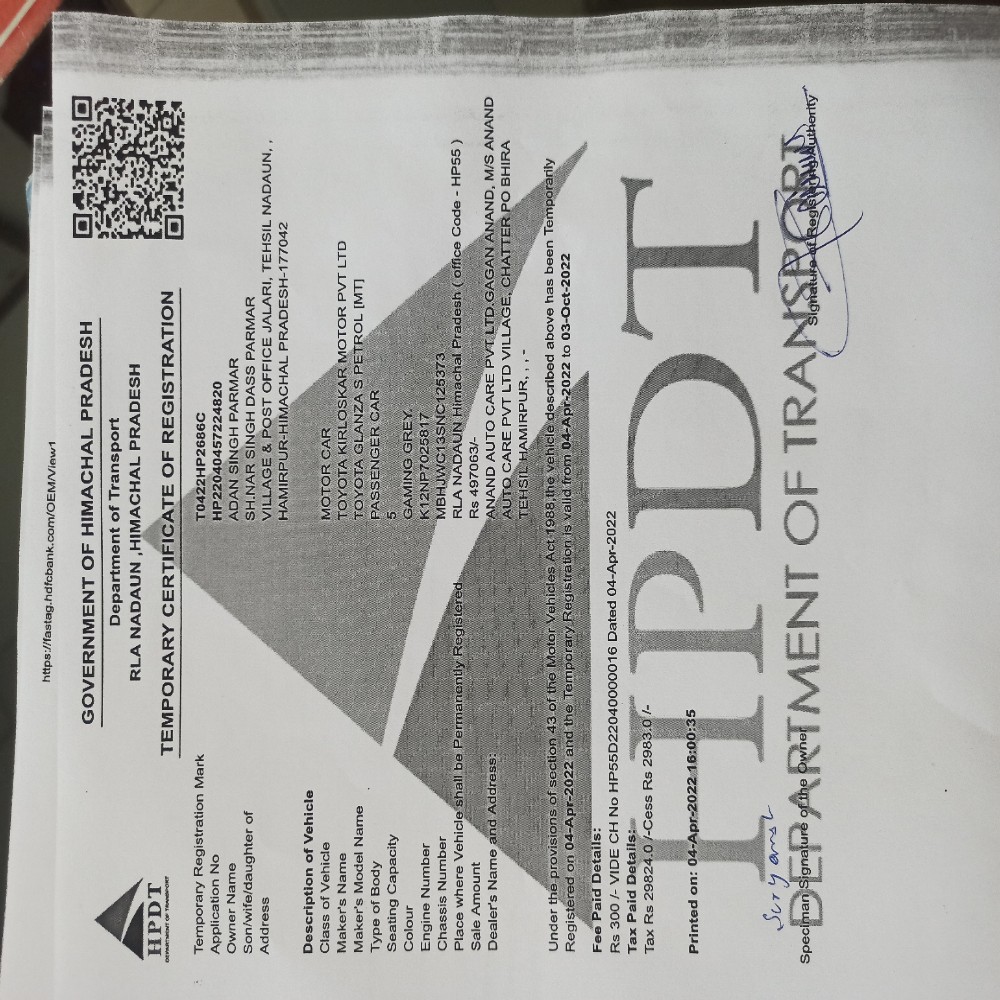 https://fastag.hdfcbank.com/OEM/View1
GOVERNMENT OF HIMACHAL PRADESH
Department of Transport
RLA NADAUN ,HIMACHAL PRADESH
TEMPORARY CERTIFICATE OF REGISTRATION
HPDT
DEPARTMENT OF TRANSPORT
Temporary Registration Mark T0422HP2686C
Application No HP22040457224820
Owner Name ADAN SINGH PARMAR
Son/wife/daughter of SH.NAR SINGH DASS PARMAR
Address VILLAGE & POST OFFICE JALARI, TEHSIL NADAUN, ,
HAMIRPUR-HIMACHAL PRADESH-177042
Description of Vehicle
Class of Vehicle MOTOR CAR
Maker's Name TOYOTA KIRLOSKAR MOTOR PVT LTD
Maker's Model Name TOYOTA GLANZA S PETROL [MT]
Type of Body PASSENGER CAR
Seating Capacity 5
Colour GAMING GREY.
Engine Number K12NP7025817
Chassis Number MBHJWC13SNC125373
Place where Vehicle shall be Permanently Registered RLA NADAUN Himachal Pradesh ( office Code - HP55 )
Sale Amount Rs 497063/-
Dealer's Name and Address: ANAND AUTO CARE PVT.LTD.GAGAN ANAND, M/S ANAND
AUTO CARE PVT LTD VILLAGE, CHATTER PO BHIRA
TEHSIL HAMIRPUR, , , -
Under the provisions of section 43 of the Motor Vehicles Act 1988,the vehicle described above has been Temporarily
Registered on 04-Apr-2022 and the Temporary Registration is valid from 04-Apr-2022 to 03-Oct-2022
Fee Paid Details:
Rs 300 /- VIDE CH No HP55D22040000016 Dated 04-Apr-2022
Tax Paid Details:
Tax Rs 29824.0 /-Cess Rs 2983.0 /-
Printed on: 04-Apr-2022 16:00:35
HPDT
DEPARTMENT OF TRANSPORT
Specimen Signature of the Owner
Signature of Registering Authority